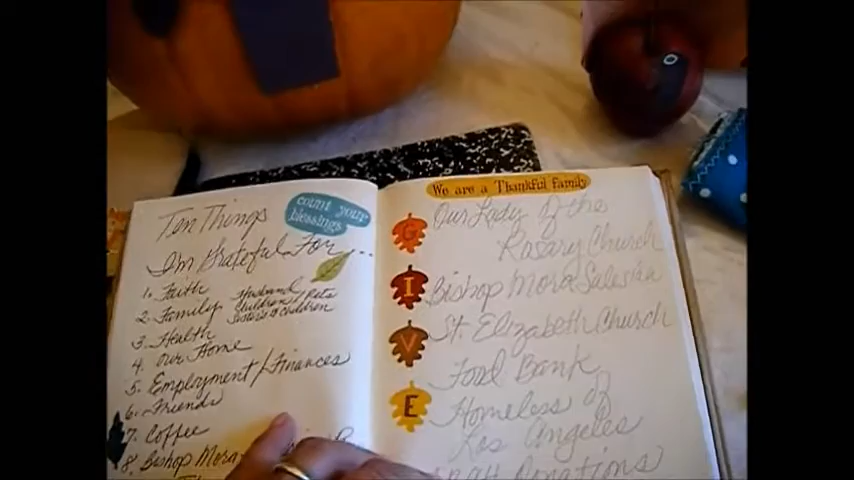 Ten Things
count your
blessings
I'm Grateful For...
1. Faith
2. Family Husband
Children / Pets
Sisters & Children
3. Health
4. Our Home
5. Employment / Finances
6. Friends
7. Coffee
8. Bishop Mora
We are a Thankful Family
G
I
V
E
Our Lady of the
Rosary Church
Bishop Mora Salesian
St. Elizabeth Church
Food Bank
Homeless of
Los Angeles